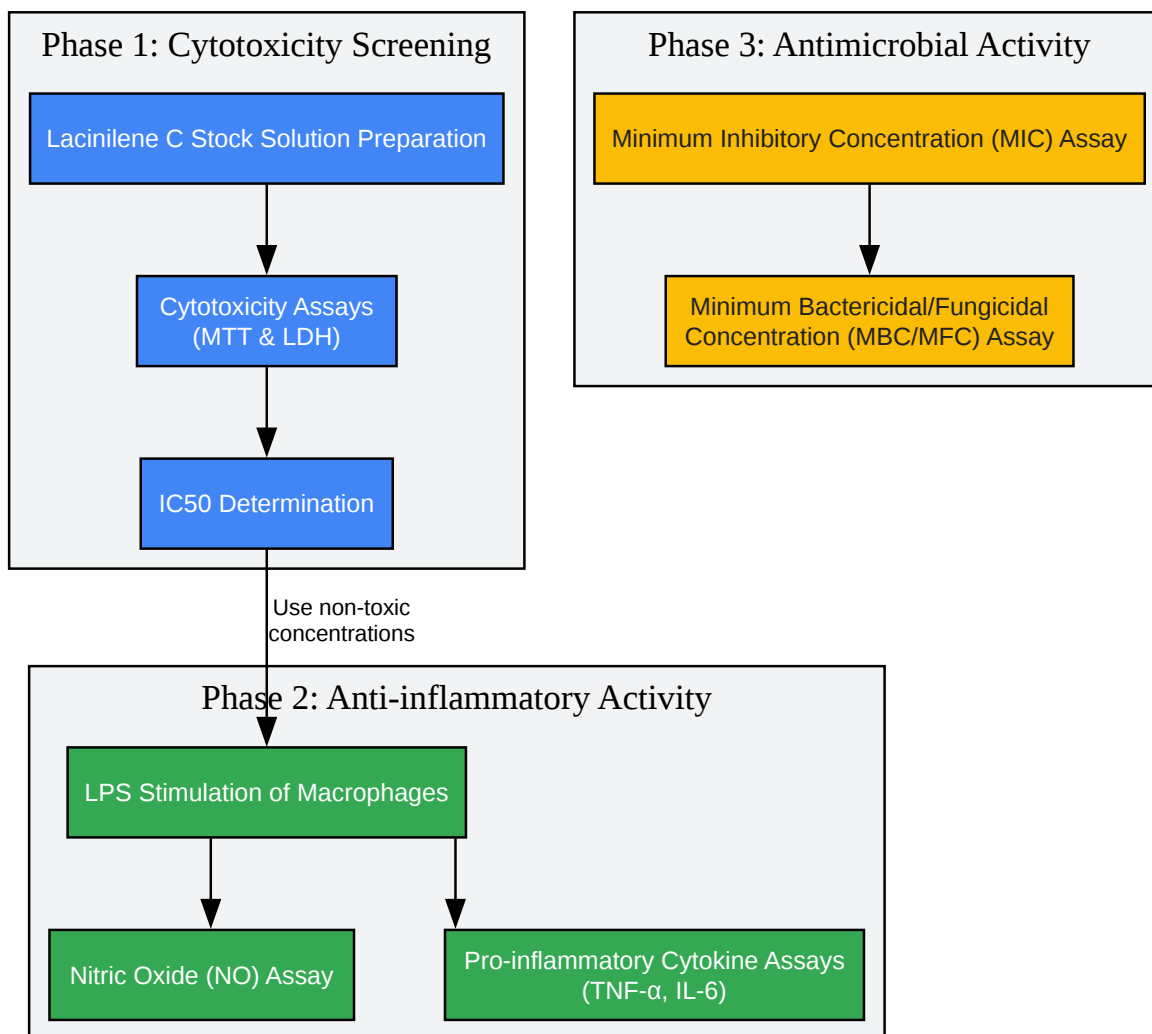 Phase 1: Cytotoxicity Screening
Lacinilene C Stock Solution Preparation
Cytotoxicity Assays
(MTT & LDH)
IC50 Determination
Use non-toxic
concentrations
Phase 2: Anti-inflammatory Activity
LPS Stimulation of Macrophages
Nitric Oxide (NO) Assay
Pro-inflammatory Cytokine Assays
(TNF-α, IL-6)
Phase 3: Antimicrobial Activity
Minimum Inhibitory Concentration (MIC) Assay
Minimum Bactericidal/Fungicidal
Concentration (MBC/MFC) Assay